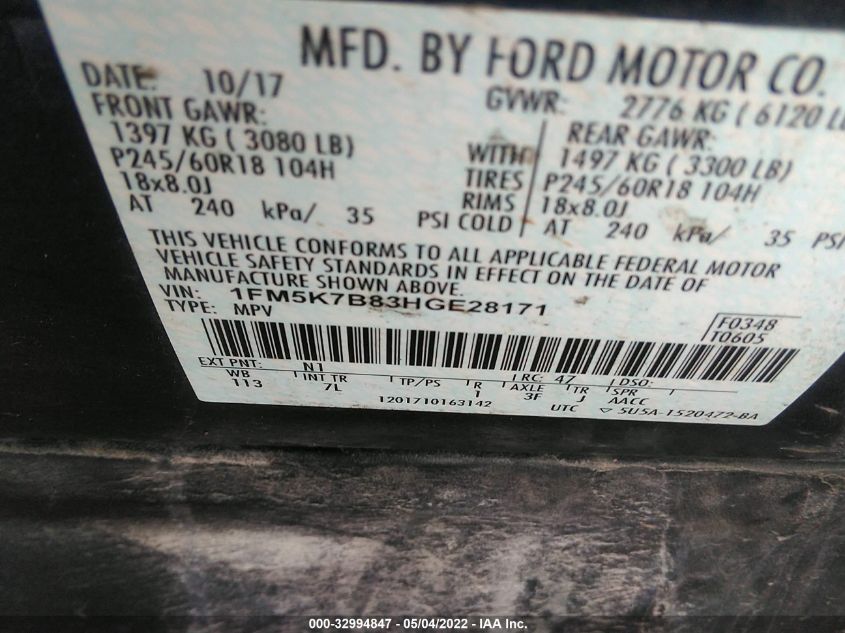 MFD. BY FORD MOTOR CO.
DATE: 10/17 GVWR: 2776 KG ( 6120 LB
FRONT GAWR: REAR GAWR:
1397 KG ( 3080 LB) WITH 1497 KG ( 3300 LB)
P245/60R18 104H TIRES P245/60R18 104H
18x8.0J RIMS 18x8.0J
AT 240 kPa/ 35 PSI COLD AT 240 kPa/ 35 PSI
THIS VEHICLE CONFORMS TO ALL APPLICABLE FEDERAL MOTOR
VEHICLE SAFETY STANDARDS IN EFFECT ON THE DATE OF
MANUFACTURE SHOWN ABOVE.
VIN: 1FM5K7B83HGE28171
TYPE: MPV
F0348
T0605
EXT PNT: N1 RC: 47 DSO:
WB INT TR TP/PS R AXLE TR SPR
113 7L 1 3F J AACC
1201710163142 UTC ▽ 5U5A-1520472-BA
000-32994847 - 05/04/2022 - IAA Inc.